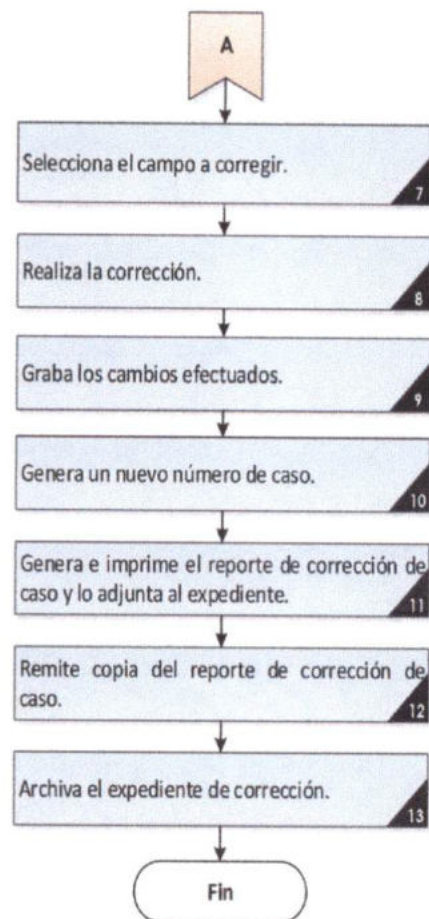 A
Selecciona el campo a corregir.
7
Realiza la corrección.
8
Graba los cambios efectuados.
9
Genera un nuevo número de caso.
10
Genera e imprime el reporte de corrección de
caso y lo adjunta al expediente.
11
Remite copia del reporte de corrección de
caso.
12
Archiva el expediente de corrección.
13
Fin